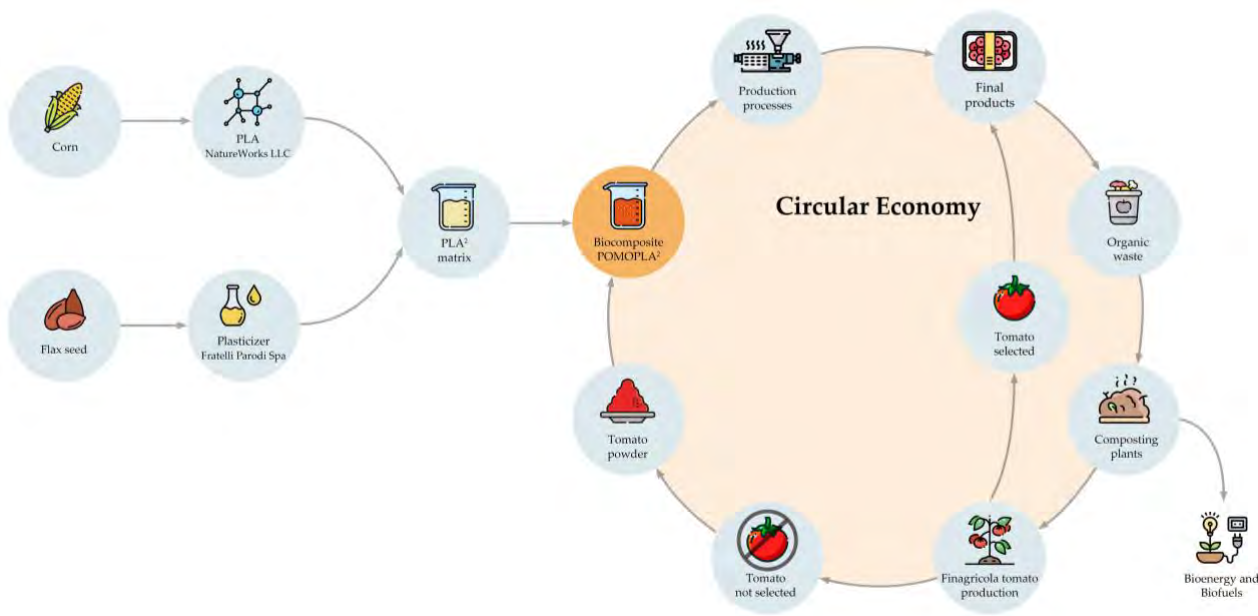 Production
processes
Final
products
Corn
PLA
NatureWorks LLC
Circular Economy
PLA²
matrix
Biocomposite
POMOPLA²
Organic
waste
Flax seed
Plasticizer
Fratelli Parodi Spa
Tomato
selected
Tomato
powder
Composting
plants
Tomato
not selected
Finagricola tomato
production
Bioenergy and
Biofuels